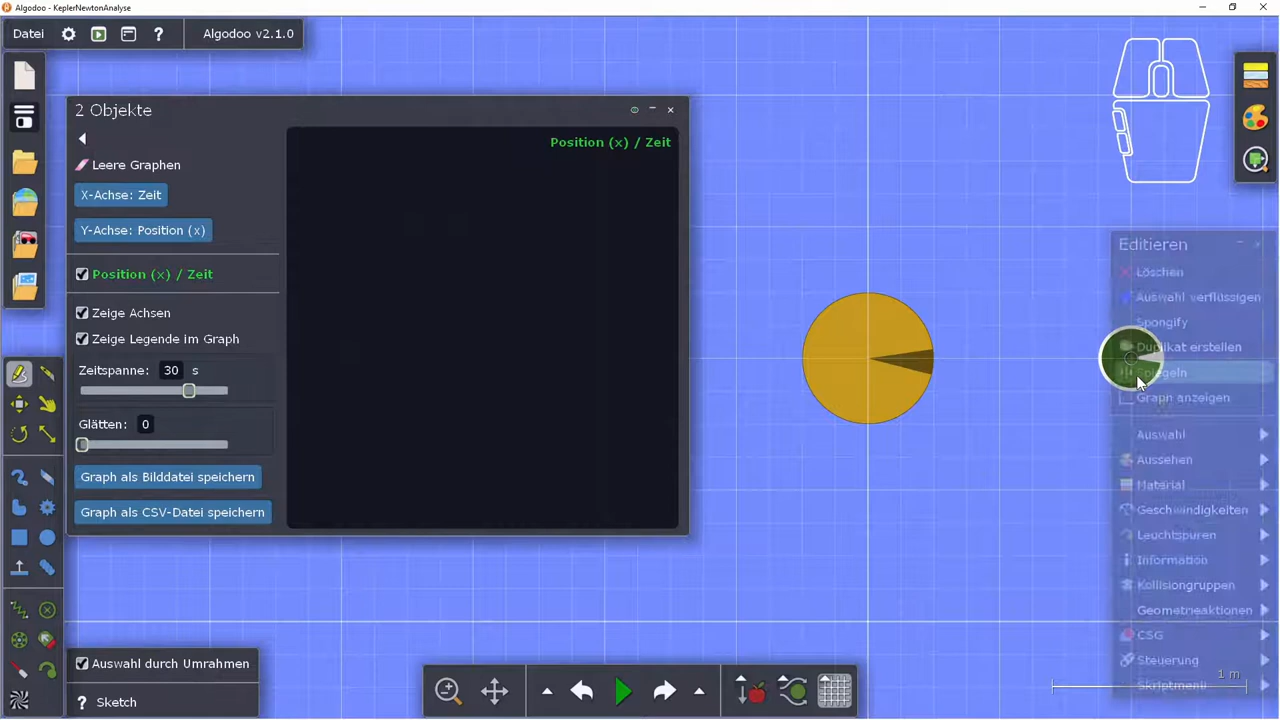 Algodoo - KeplerNewtonAnalyse
Datei
Algodoo v2.1.0
2 Objekte
Leere Graphen
X-Achse: Zeit
Y-Achse: Position (x)
Position (x) / Zeit
Zeige Achsen
Zeige Legende im Graph
Zeitspanne: 30 s
Glätten: 0
Graph als Bilddatei speichern
Graph als CSV-Datei speichern
Position (x) / Zeit
Editieren
Löschen
Auswahl verflüssigen
Spongify
Duplikat erstellen
Spiegeln
Graph anzeigen
Auswahl
Aussehen
Material
Geschwindigkeiten
Leuchtspuren
Information
Kollisiongruppen
Geometrieaktionen
CSG
Steuerung
Skriptmenü
1 m
Auswahl durch Umrahmen
? Sketch